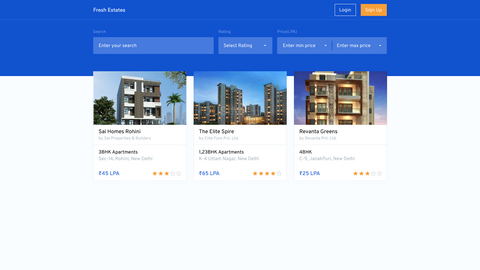 Fresh Estates
Login
Sign Up
Search
Rating
Price(LPA)
Enter your search
Select Rating
Enter min price
Enter max price
Sai Homes Rohini
by Sai Properties & Builders
3BHK Apartments
Sec-14, Rohini, New Delhi
₹45 LPA
The Elite Spire
by Elite Foot Pvt. Ltd
1,2,3BHK Apartments
K-4 Uttam Nagar, New Delhi
₹65 LPA
Revanta Greens
by Revanta Pvt. Ltd
4BHK
C-5, Janakpuri, New Delhi
₹25 LPA